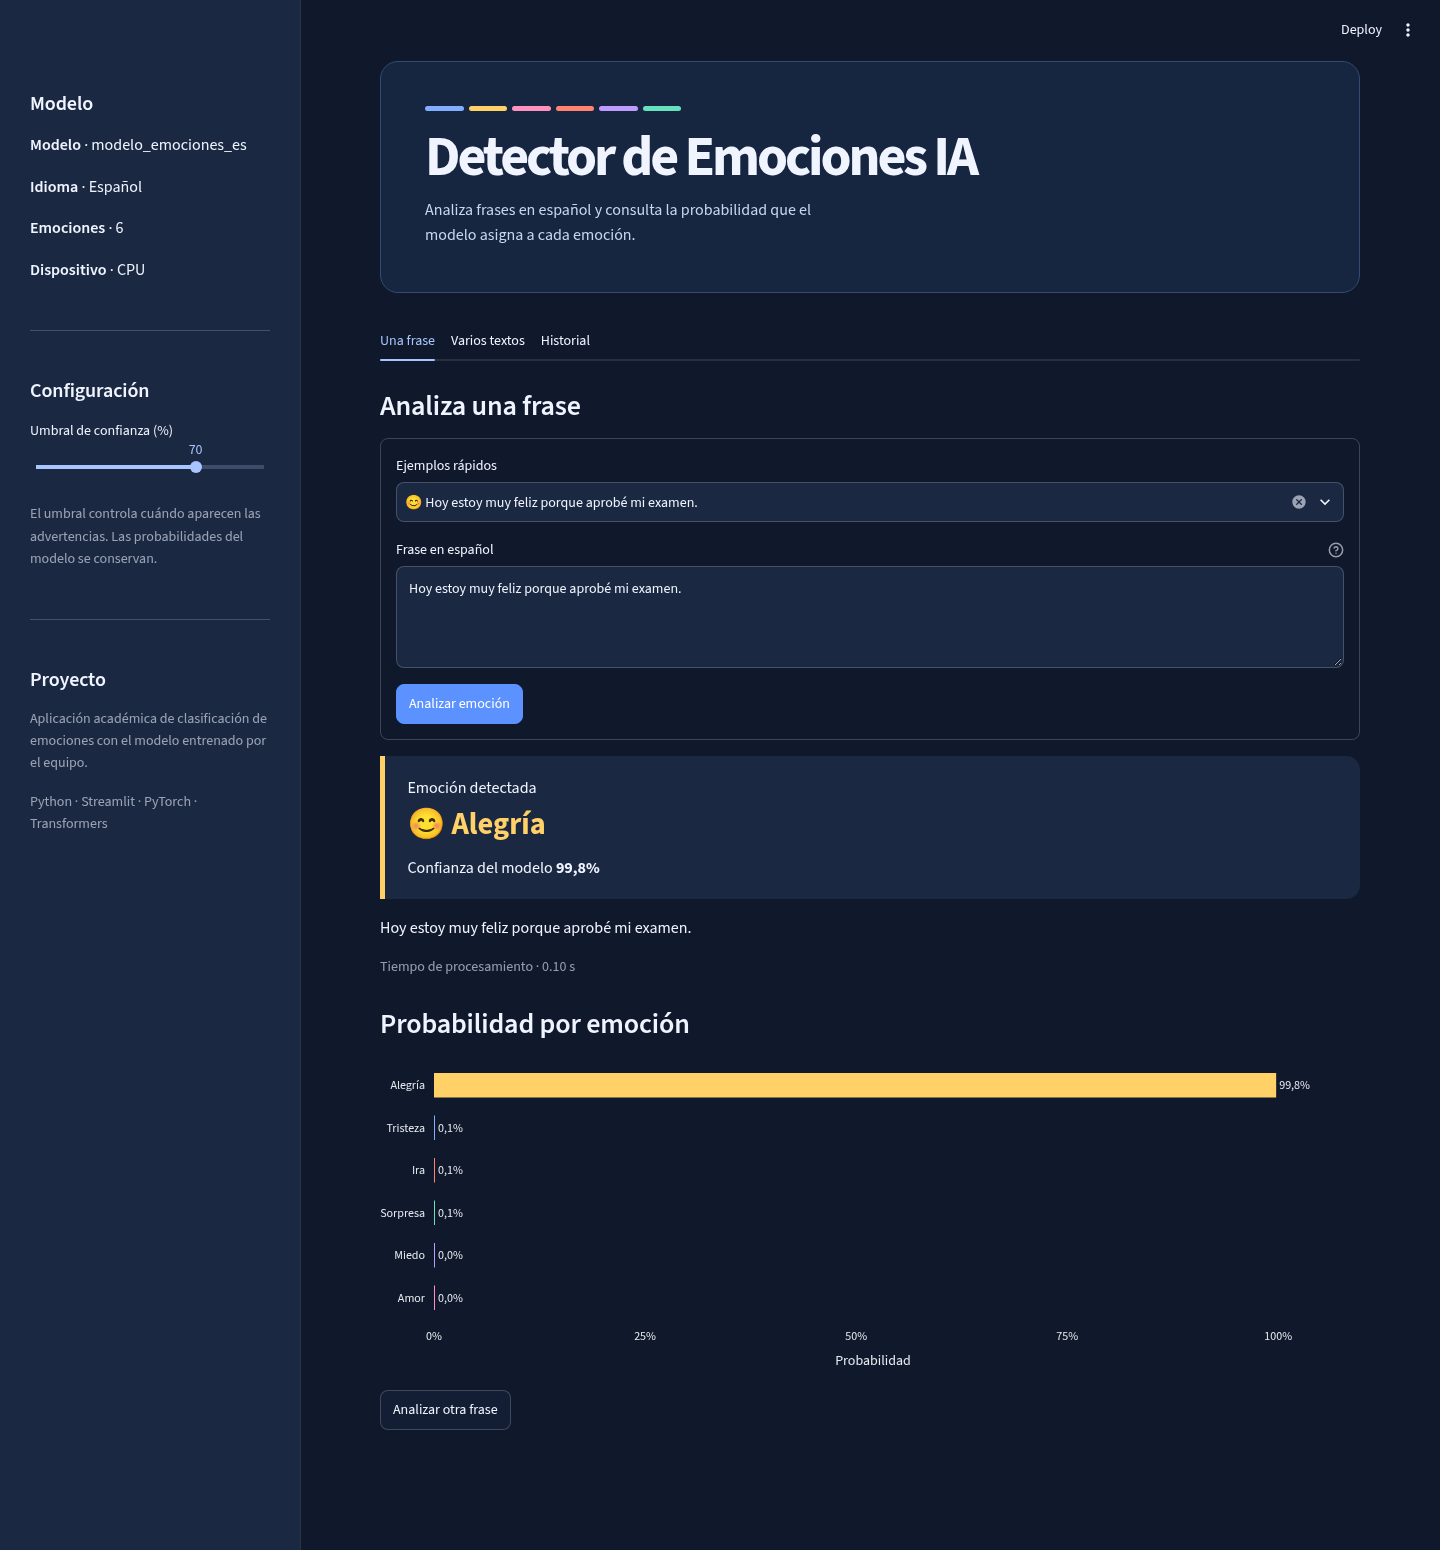 Deploy
Modelo
Modelo · modelo_emociones_es
Idioma · Español
Emociones · 6
Dispositivo · CPU
Configuración
Umbral de confianza (%)
70
El umbral controla cuándo aparecen las
advertencias. Las probabilidades del
modelo se conservan.
Proyecto
Aplicación académica de clasificación de
emociones con el modelo entrenado por
el equipo.
Python · Streamlit · PyTorch ·
Transformers
Detector de Emociones IA
Analiza frases en español y consulta la probabilidad que el
modelo asigna a cada emoción.
Una frase Varios textos Historial
Analiza una frase
Ejemplos rápidos
😊 Hoy estoy muy feliz porque aprobé mi examen.
Frase en español
Hoy estoy muy feliz porque aprobé mi examen.
Analizar emoción
Emoción detectada
😊 Alegría
Confianza del modelo 99,8%
Hoy estoy muy feliz porque aprobé mi examen.
Tiempo de procesamiento · 0.10 s
Probabilidad por emoción
Alegría 99,8%
Tristeza 0,1%
Ira 0,1%
Sorpresa 0,1%
Miedo 0,0%
Amor 0,0%
0% 25% 50% 75% 100%
Probabilidad
Analizar otra frase